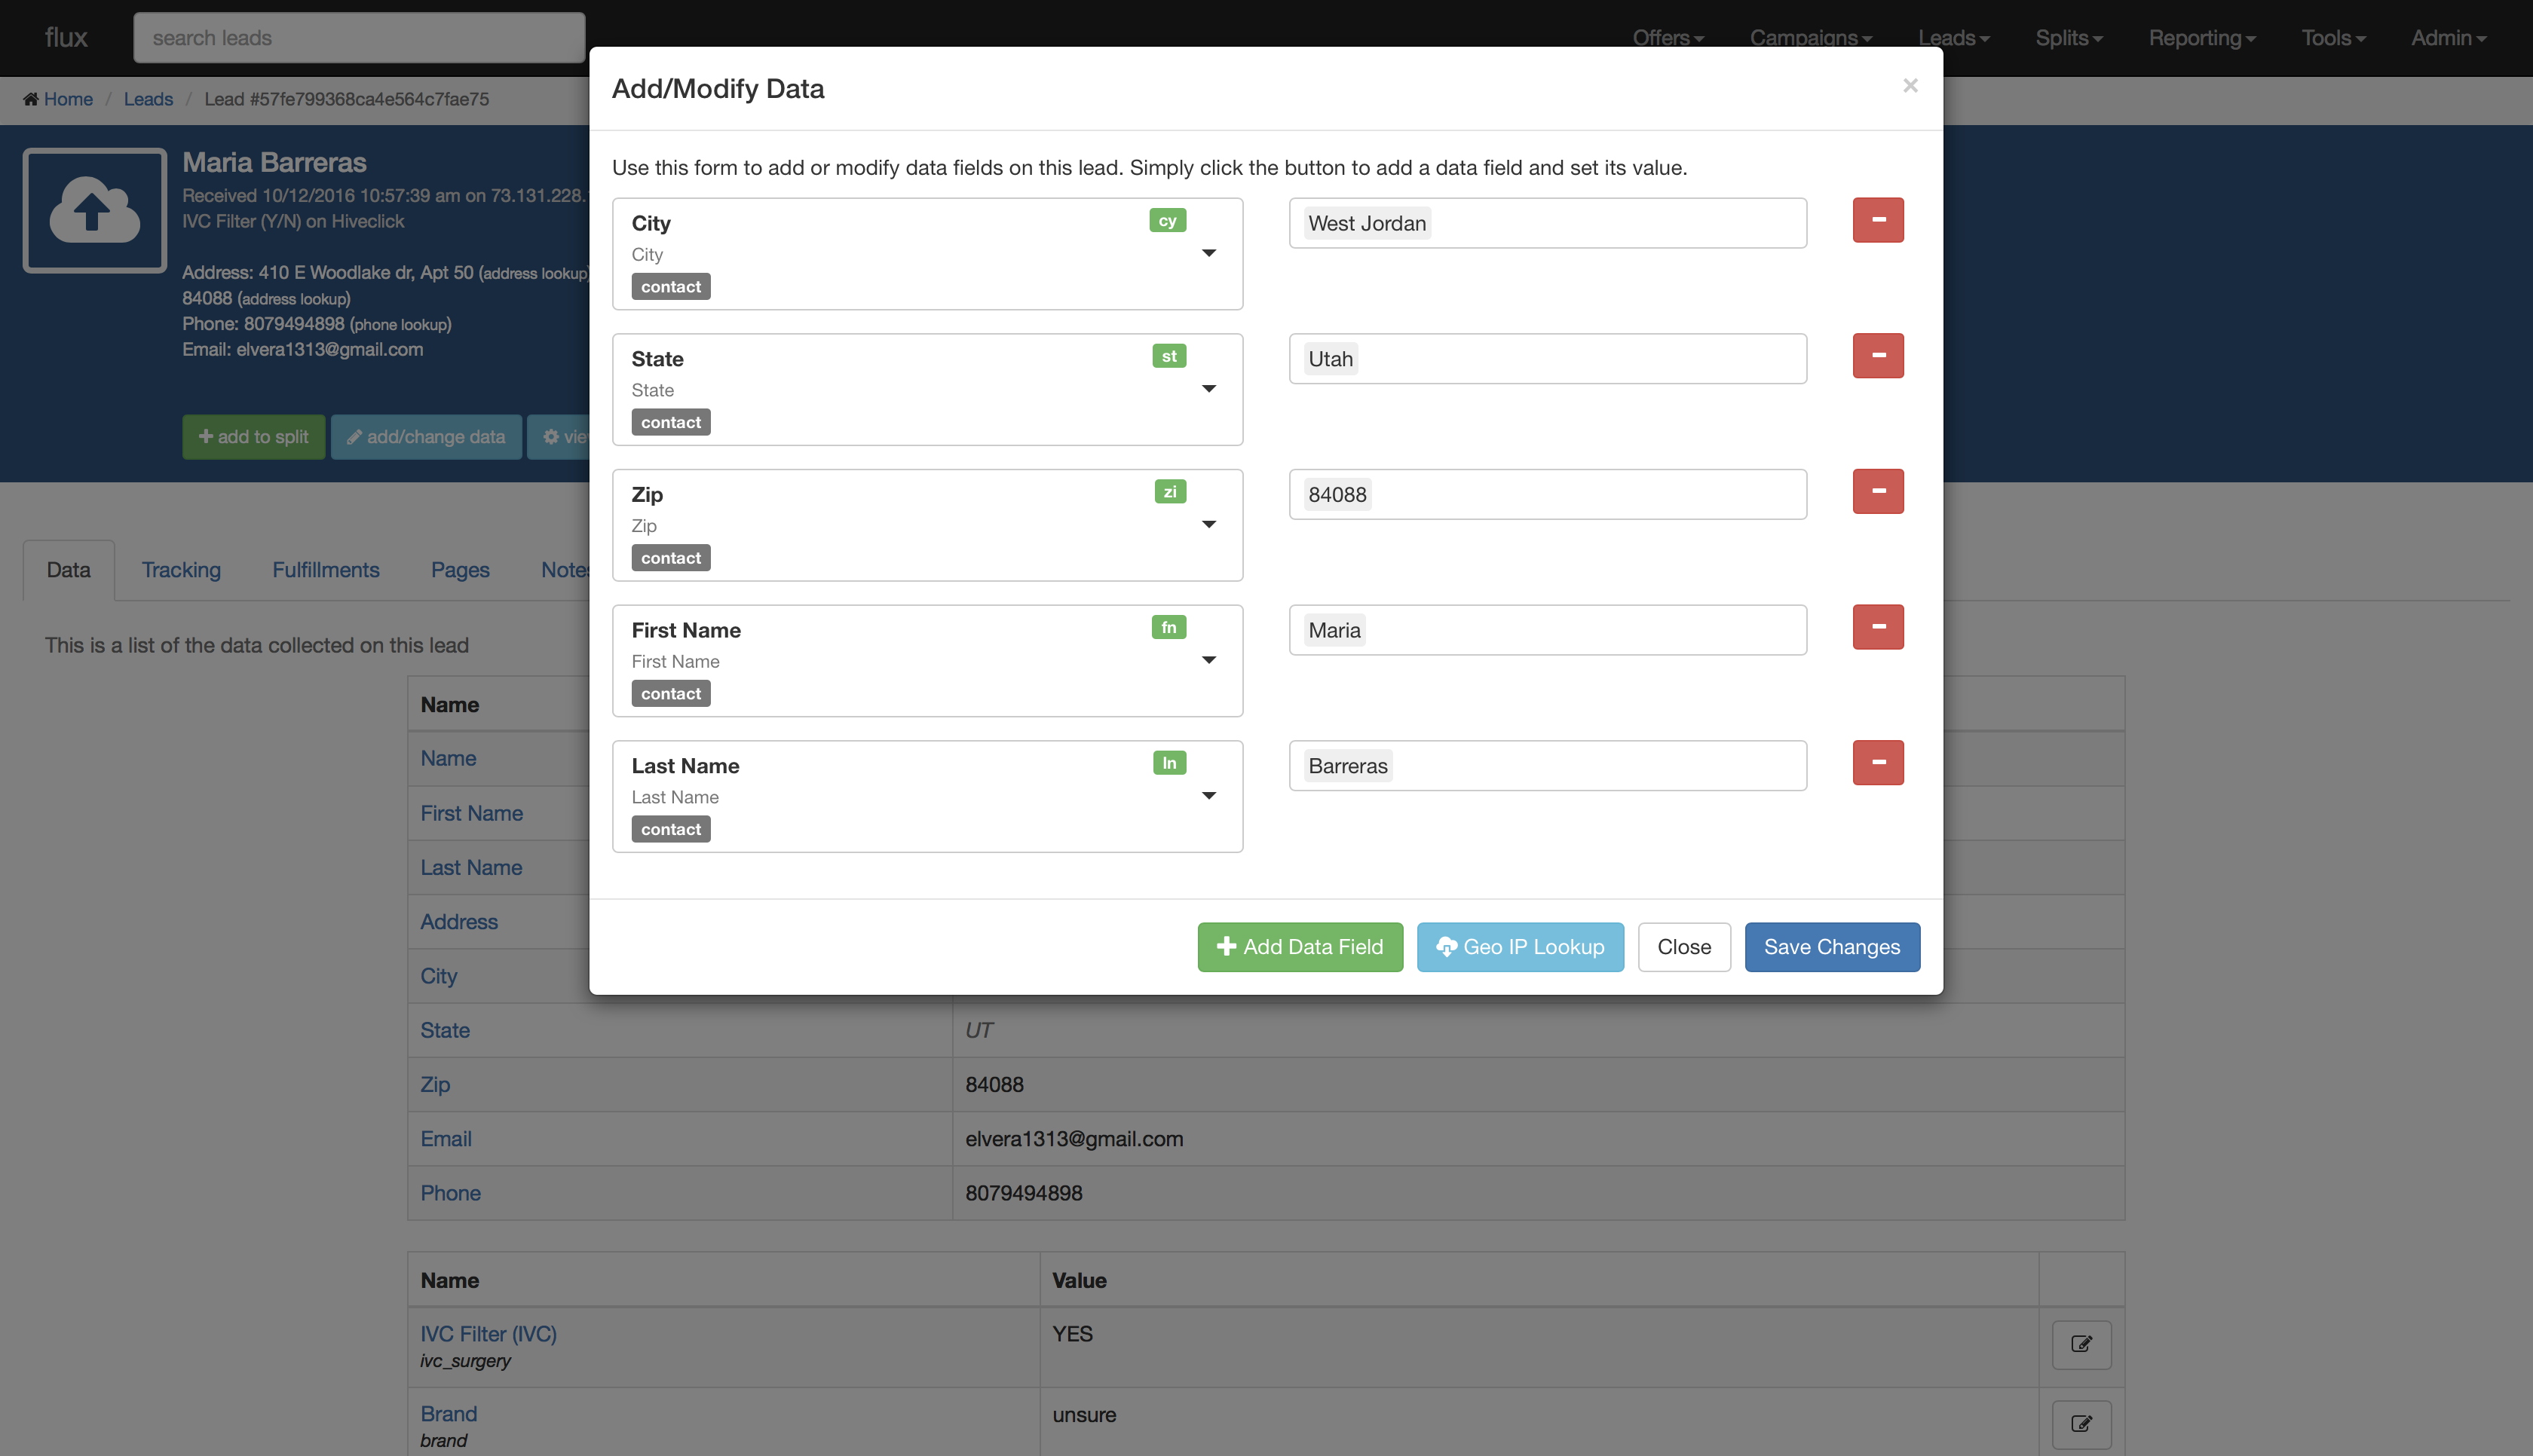 flux
search leads
Offers
Campaigns
Leads
Splits
Reporting
Tools
Admin
Home / Leads / Lead #57fe799368ca4e564c7fae75
Maria Barreras
Received 10/12/2016 10:57:39 am on 73.131.228.
IVC Filter (Y/N) on Hiveclick
Address: 410 E Woodlake dr, Apt 50 (address lookup)
84088 (address lookup)
Phone: 8079494898 (phone lookup)
Email: elvera1313@gmail.com
add to split
add/change data
Data
Tracking
Fulfillments
Pages
Notes
This is a list of the data collected on this lead
Name
Name
First Name
Last Name
Address
City
State UT
Zip 84088
Email elvera1313@gmail.com
Phone 8079494898
Name Value
IVC Filter (IVC) YES
ivc_surgery
Brand unsure
brand
Add/Modify Data
×
Use this form to add or modify data fields on this lead. Simply click the button to add a data field and set its value.
City cy West Jordan
City
contact
State st Utah
State
contact
Zip zi 84088
Zip
contact
First Name fn Maria
First Name
contact
Last Name ln Barreras
Last Name
contact
Add Data Field
Geo IP Lookup
Close
Save Changes